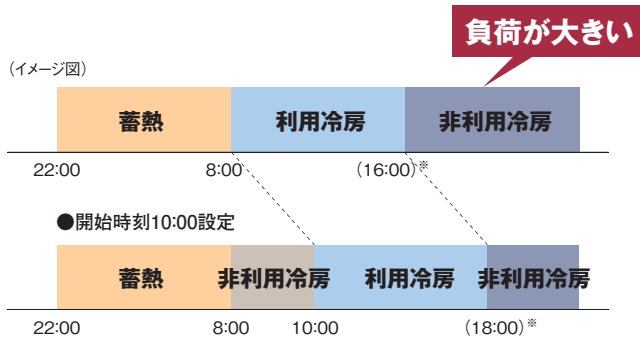 負荷が大きい
(イメージ図)
蓄熱 利用冷房 非利用冷房
22:00 8:00 (16:00)※
●開始時刻10:00設定
蓄熱 非利用冷房 利用冷房 非利用冷房
22:00 8:00 10:00 (18:00)※